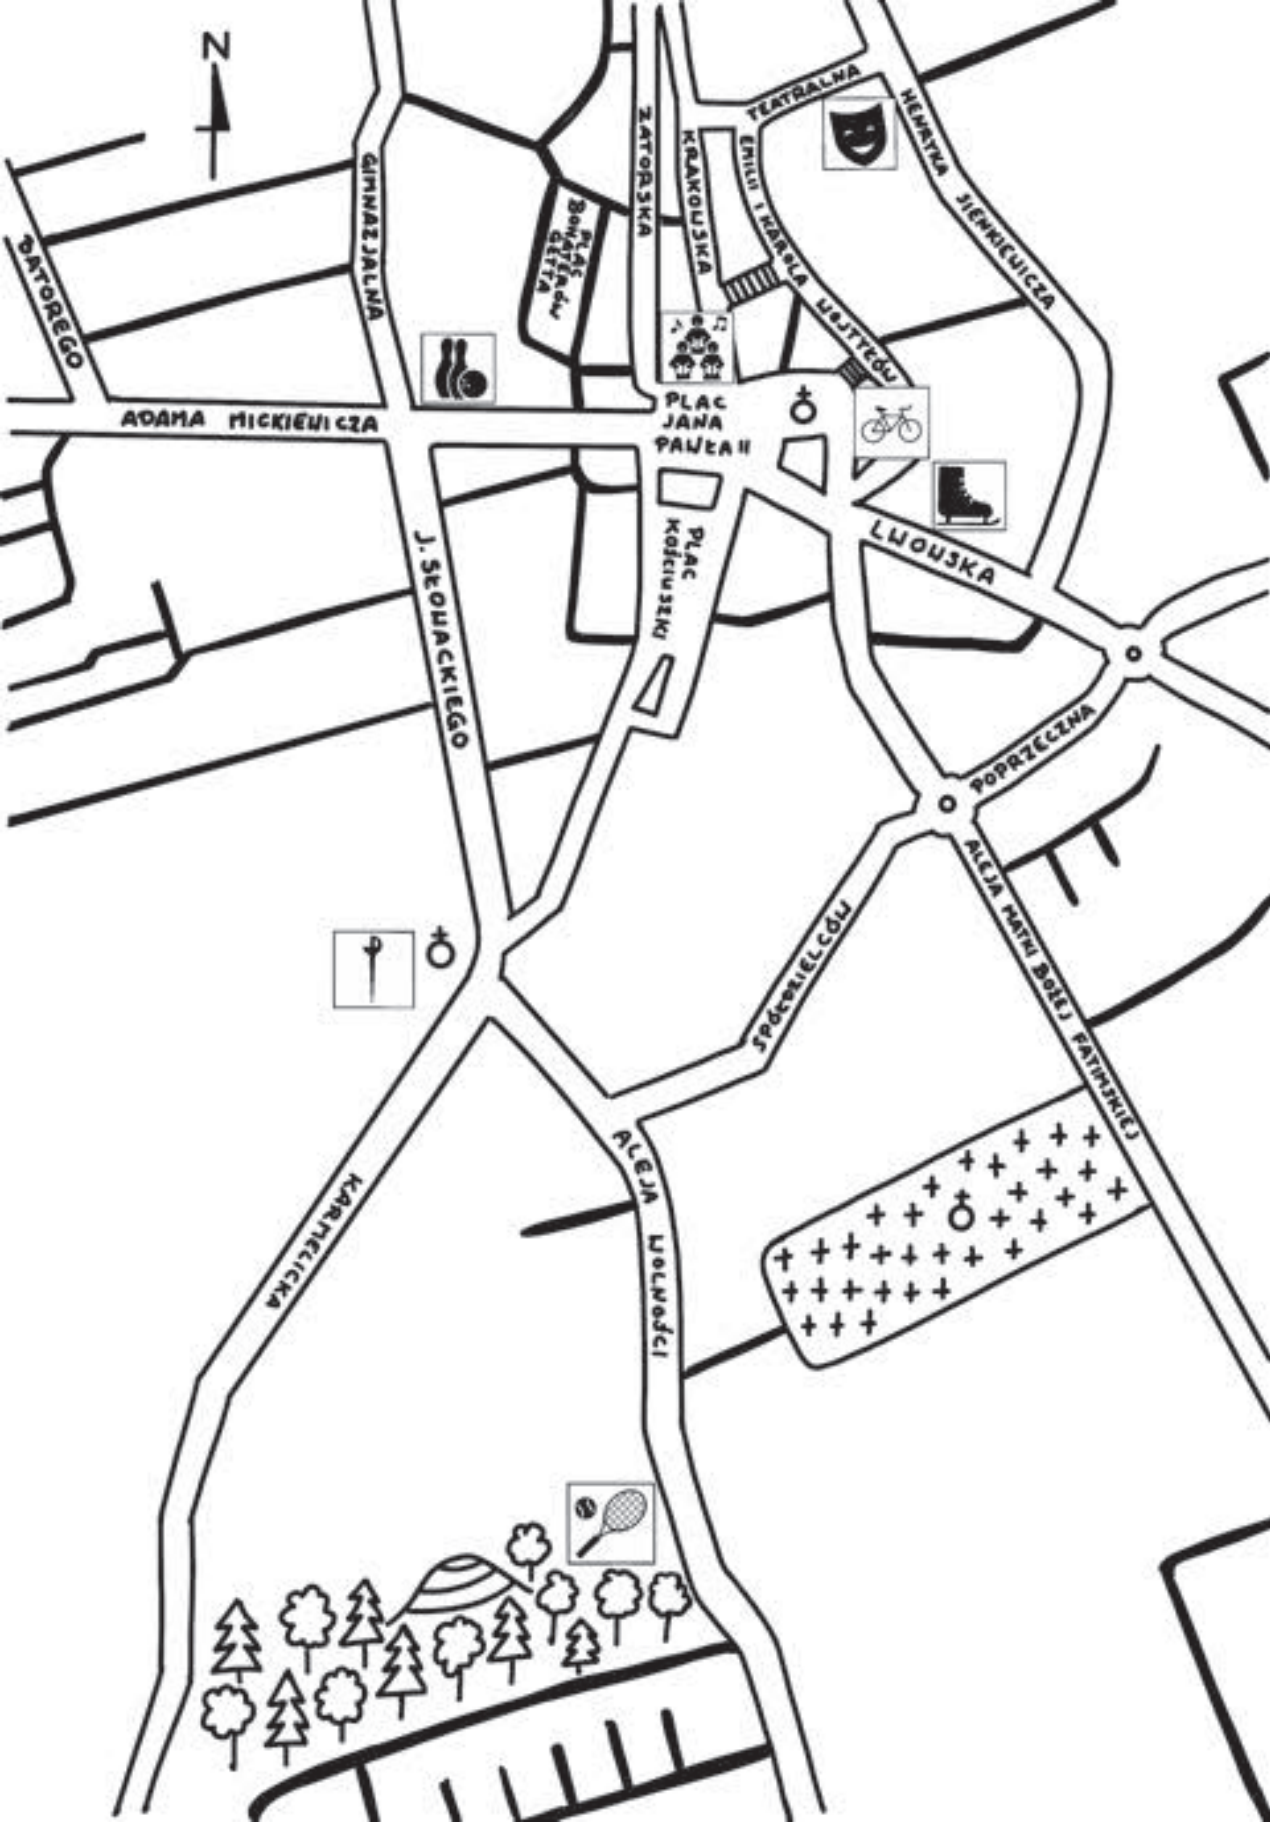 N
TEATRALNA
HENRYKA SIENKIEWICZA
ZATORSKA
KRAKOWSKA
EMILII I KAROLA WOJTYŁÓW
GIMNAZJALNA
PLAC
BOHATERÓW
GETTA
BATOREGO
ADAMA MICKIEWICZA
PLAC
JANA
PAWŁA II
PLAC
KOŚCIUSZKI
LWOWSKA
J. SŁOWACKIEGO
POPRZECZNA
ALEJA MATKI BOŻEJ FATIMSKIEJ
SPÓŁDZIELCÓW
ALEJA WOLNOŚCI
KARMELICKA